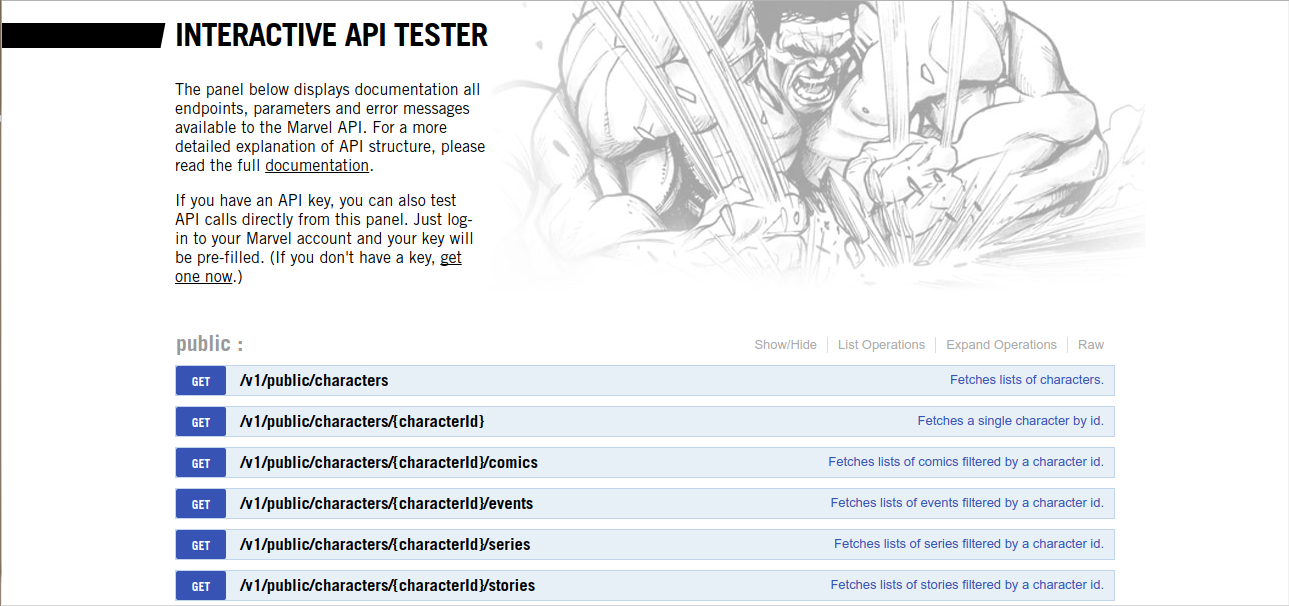 INTERACTIVE API TESTER
The panel below displays documentation all
endpoints, parameters and error messages
available to the Marvel API. For a more
detailed explanation of API structure, please
read the full documentation.
If you have an API key, you can also test
API calls directly from this panel. Just log-
in to your Marvel account and your key will
be pre-filled. (If you don't have a key, get
one now.)
public :
Show/Hide List Operations Expand Operations Raw
GET /v1/public/characters Fetches lists of characters.
GET /v1/public/characters/{characterId} Fetches a single character by id.
GET /v1/public/characters/{characterId}/comics Fetches lists of comics filtered by a character id.
GET /v1/public/characters/{characterId}/events Fetches lists of events filtered by a character id.
GET /v1/public/characters/{characterId}/series Fetches lists of series filtered by a character id.
GET /v1/public/characters/{characterId}/stories Fetches lists of stories filtered by a character id.